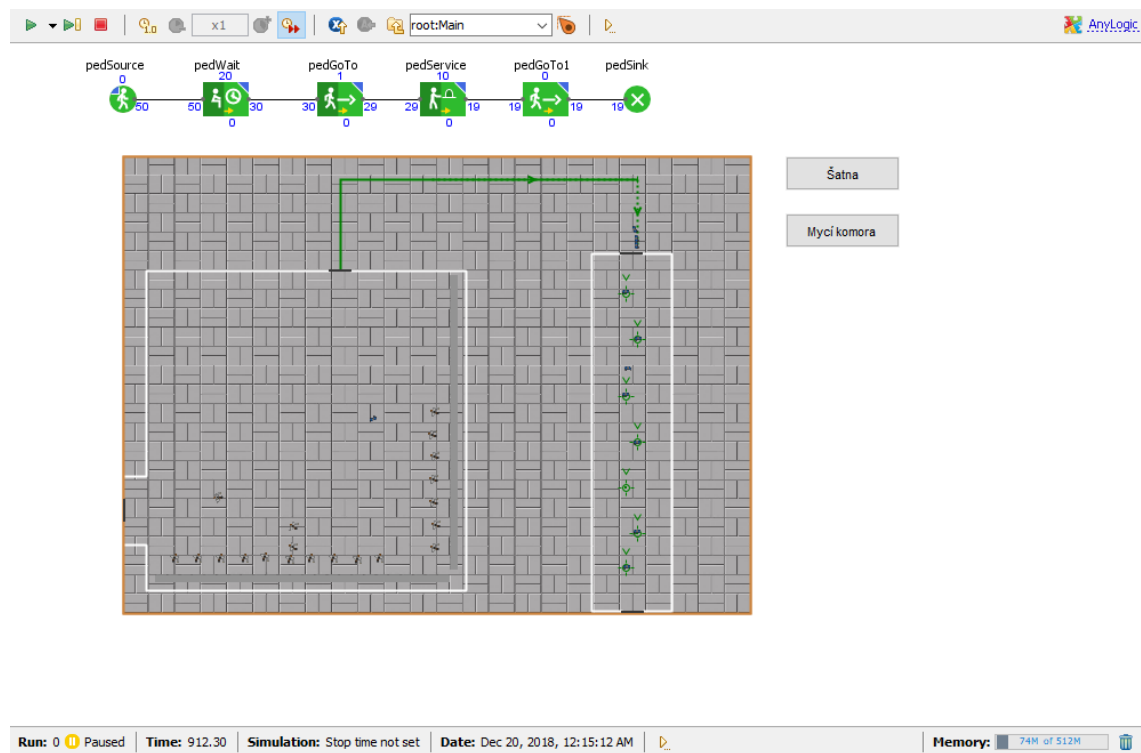 x1
root:Main
AnyLogic
pedSource pedWait pedGoTo pedService pedGoTo1 pedSink
0 20 1 10 0
50 50 30 30 29 29 19 19 19 19
0 0 0 0
Šatna
Mycí komora
Run: 0 Paused Time: 912.30 Simulation: Stop time not set Date: Dec 20, 2018, 12:15:12 AM Memory: 74M of 512M